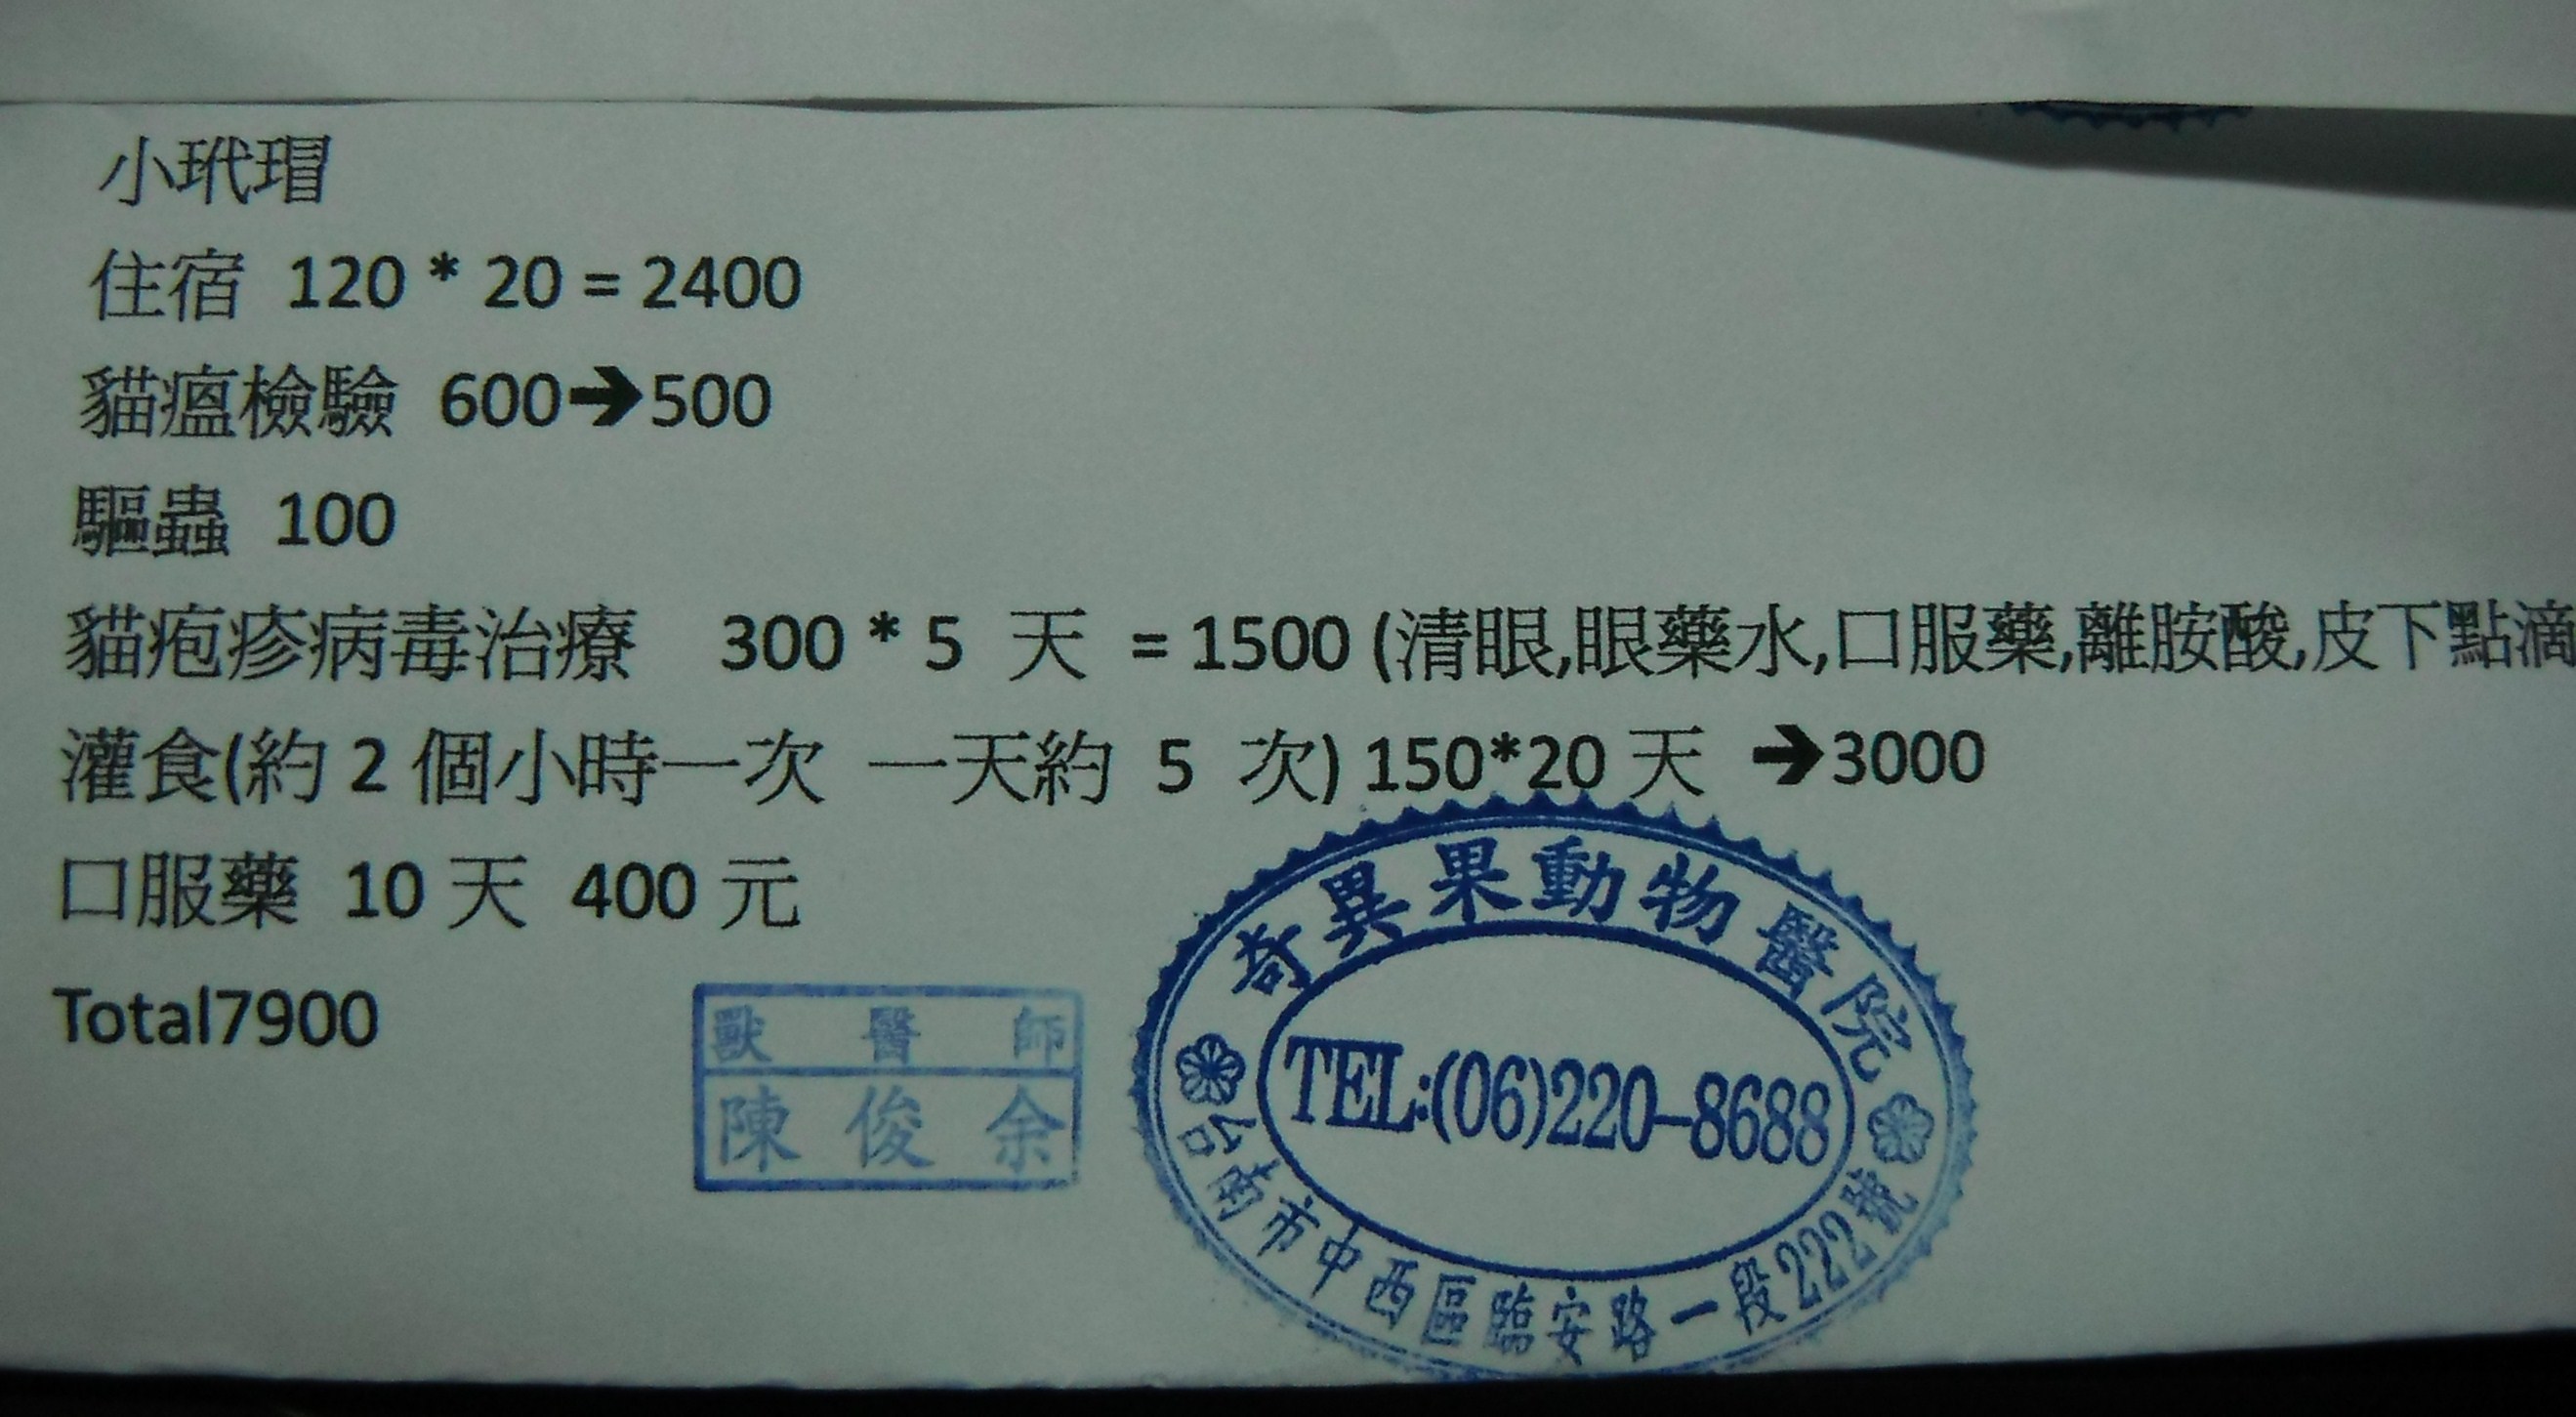 小玳瑁
住宿 120 * 20 = 2400
貓瘟檢驗 600➔500
驅蟲 100
貓疱疹病毒治療 300 * 5 天 = 1500 (清眼,眼藥水,口服藥,離胺酸,皮下點滴
灌食(約 2 個小時一次 一天約 5 次) 150*20 天 ➔3000
口服藥 10 天 400 元
Total7900
獸醫師
陳俊余
奇異果動物醫院
TEL:(06)220-8688
台南市中西區臨安路一段222號